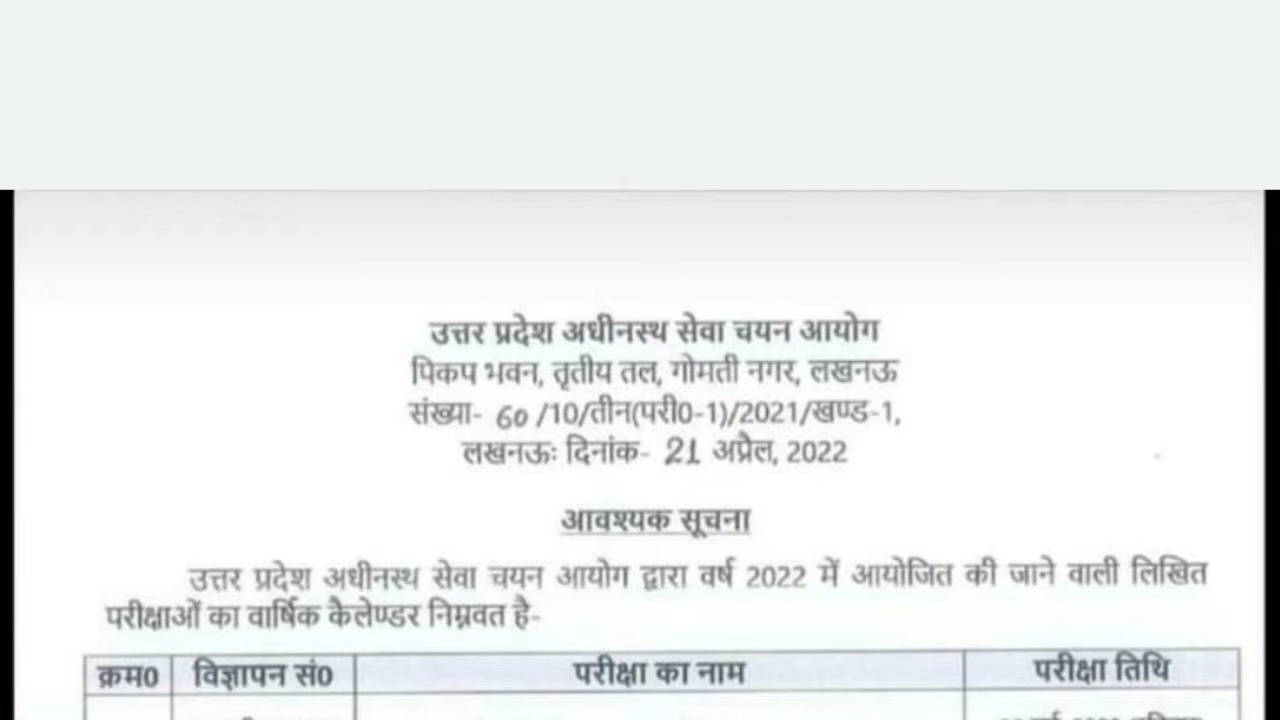 उत्तर प्रदेश अधीनस्थ सेवा चयन आयोग
पिकप भवन, तृतीय तल, गोमती नगर, लखनऊ
संख्या- 60 /10/तीन(परी0-1)/2021/खण्ड-1,
लखनऊः दिनांक- 21 अप्रैल, 2022
आवश्यक सूचना
उत्तर प्रदेश अधीनस्थ सेवा चयन आयोग द्वारा वर्ष 2022 में आयोजित की जाने वाली लिखित
परीक्षाओं का वार्षिक कैलेण्डर निम्नवत है-
क्रम0 विज्ञापन सं0 परीक्षा का नाम परीक्षा तिथि